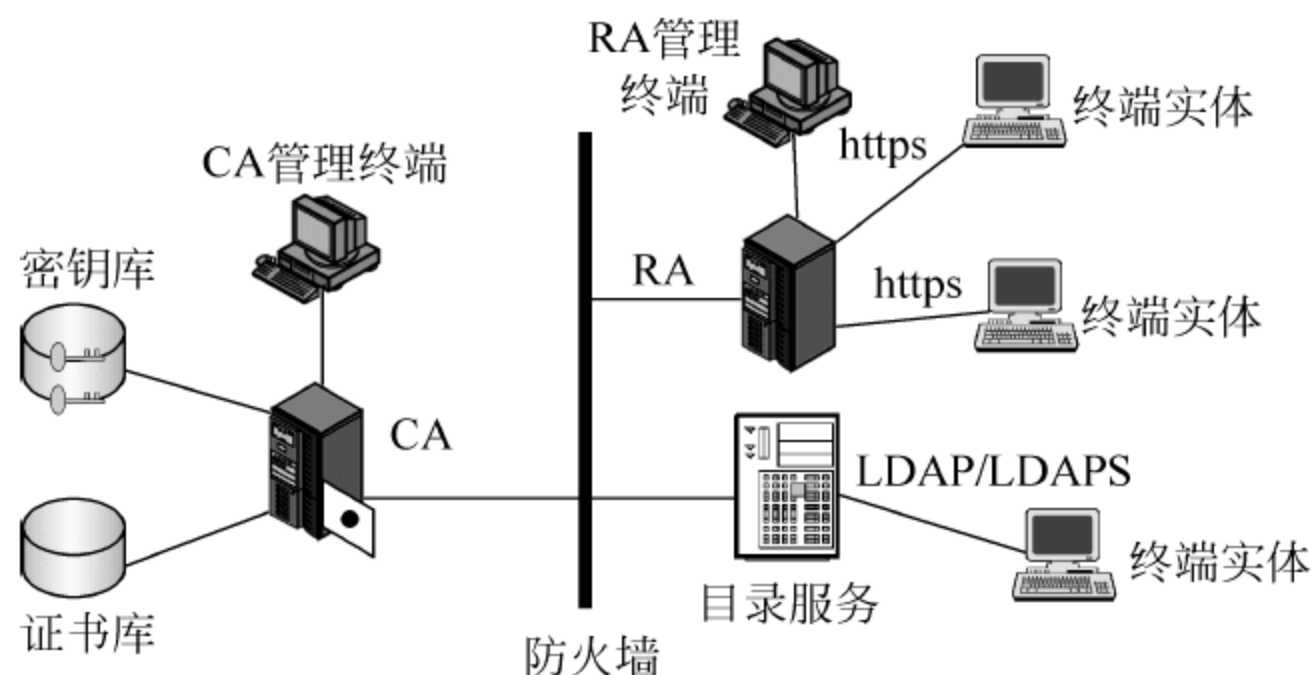 RA管理
终端
https
终端实体
CA管理终端
密钥库
RA
https
终端实体
CA
LDAP/LDAPS
终端实体
目录服务
证书库
防火墙